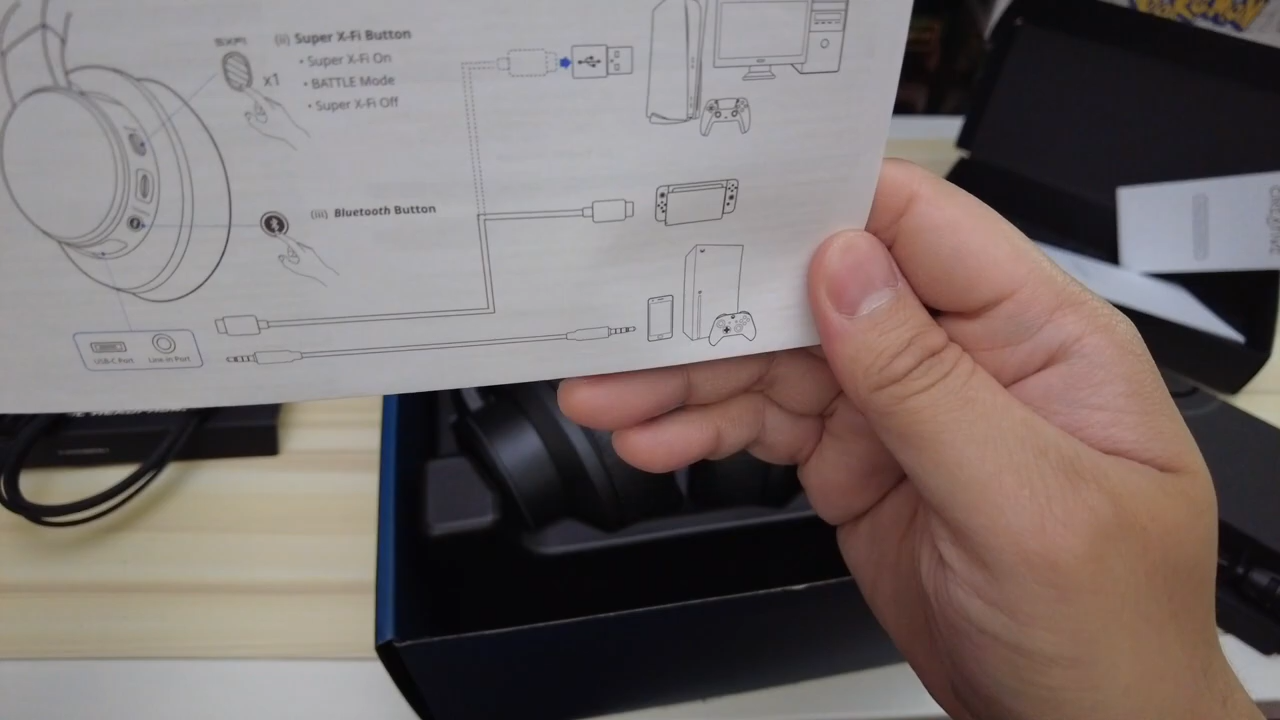 SXFI
(ii) Super X-Fi Button
x1
• Super X-Fi On
• BATTLE Mode
• Super X-Fi Off
(iii) Bluetooth Button
USB-C Port
Line-in Port
POKEMON